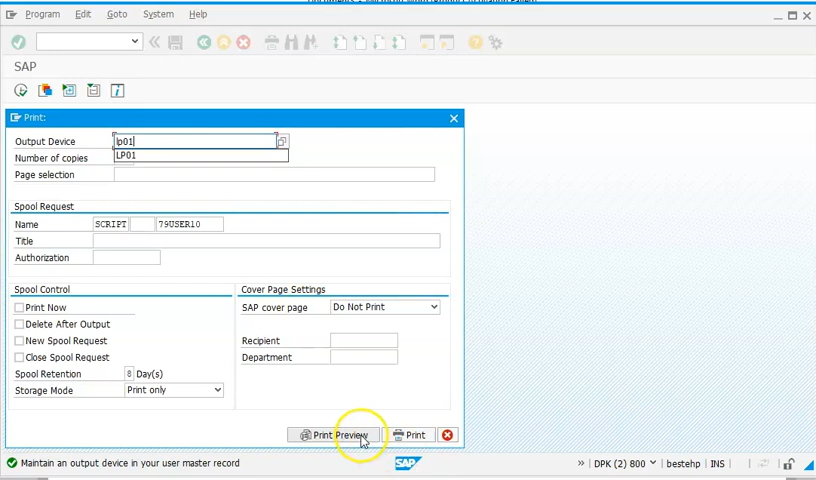 Program Edit Goto System Help
SAP
Print:
Output Device lp01
LP01
Number of copies
Page selection
Spool Request
Name SCRIPT 79USER10
Title
Authorization
Spool Control
Cover Page Settings
Print Now
SAP cover page Do Not Print
Delete After Output
New Spool Request
Recipient
Close Spool Request
Department
Spool Retention 8 Day(s)
Storage Mode Print only
Print Preview Print
Maintain an output device in your user master record
SAP
DPK (2) 800 bestehp INS